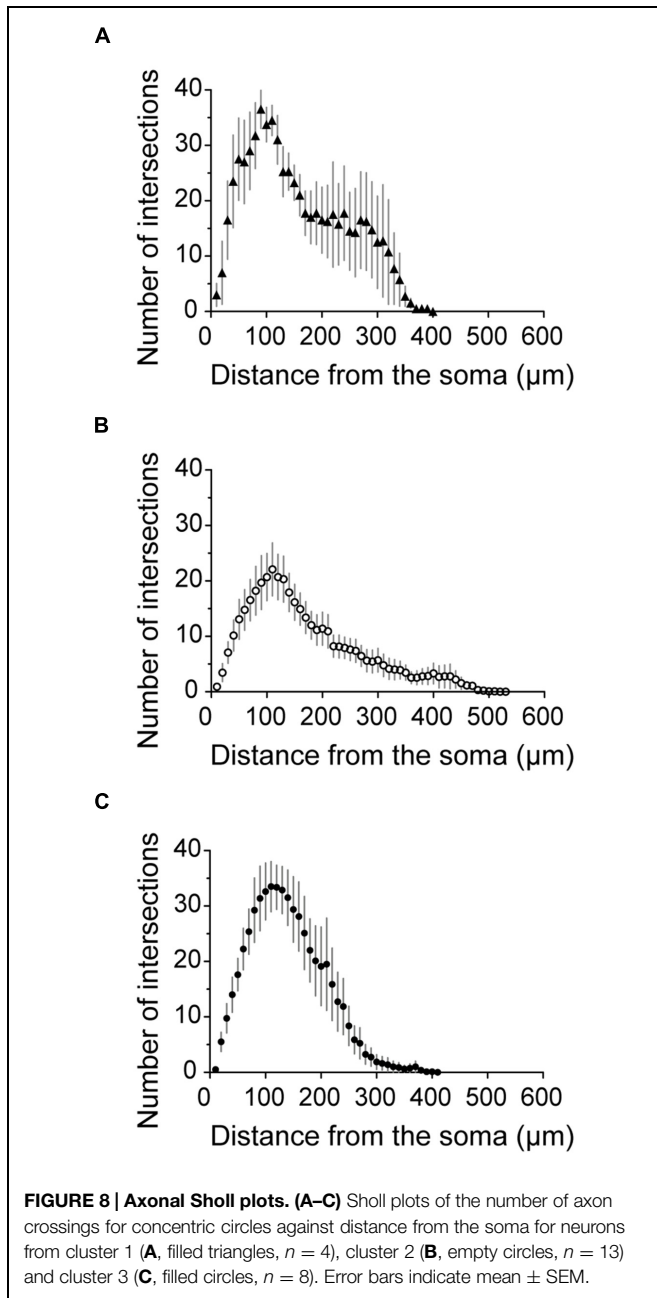 A
Number of intersections
40
30
20
10
0
0 100 200 300 400 500 600
Distance from the soma (µm)
B
Number of intersections
40
30
20
10
0
0 100 200 300 400 500 600
Distance from the soma (µm)
C
Number of intersections
40
30
20
10
0
0 100 200 300 400 500 600
Distance from the soma (µm)
FIGURE 8 | Axonal Sholl plots. (A–C) Sholl plots of the number of axon
crossings for concentric circles against distance from the soma for neurons
from cluster 1 (A, filled triangles, n = 4), cluster 2 (B, empty circles, n = 13)
and cluster 3 (C, filled circles, n = 8). Error bars indicate mean ± SEM.